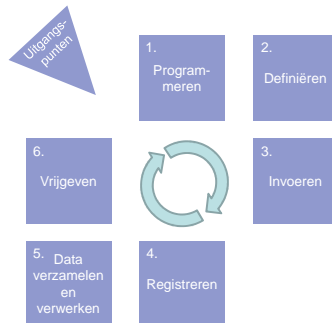 Uitgangs-
punten
1.
Program-
meren
2.
Definiëren
3.
Invoeren
4.
Registreren
5. Data
verzamelen
en
verwerken
6.
Vrijgeven